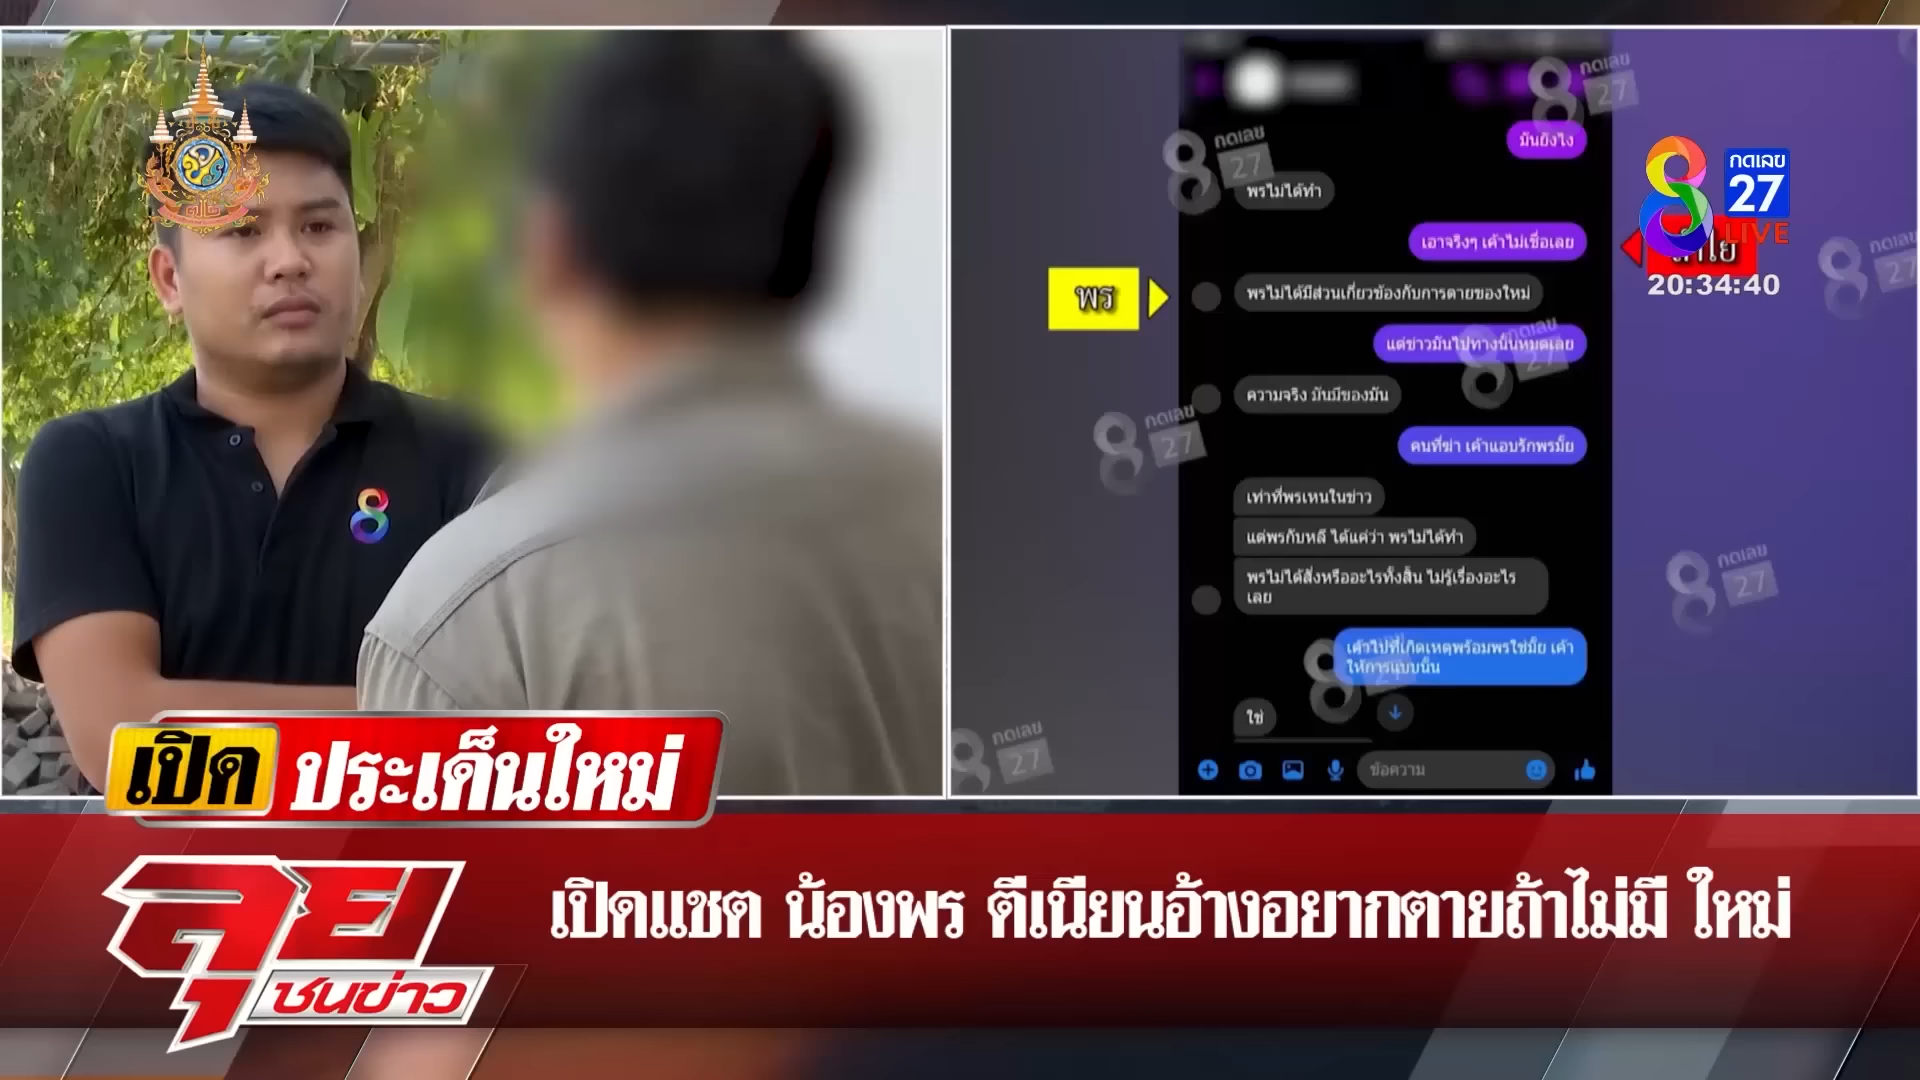 มันยังไง
พรไม่ได้ทำ
เอาจริงๆ เค้าไม่เชื่อเลย
พรไม่ได้มีส่วนเกี่ยวข้องกับการตายของใหม่
แต่ข่าวมันไปทางนั้นหมดเลย
ความจริง มันมีของมัน
คนที่ฆ่า เค้าแอบรักพรมั้ย
เท่าที่พรเหนในข่าว
แต่พรกับหลี ได้แค่ว่า พรไม่ได้ทำ
พรไม่ได้สั่งหรืออะไรทั้งสิ้น ไม่รู้เรื่องอะไร
เลย
เค้าไปที่เกิดเหตุพร้อมพรใช่มั้ย เค้า
ให้การแบบนั้น
ใช่
ข้อความ
พร
8 กดเลข
27
LIVE
20:34:40
เปิด ประเด็นใหม่
ลุย
ชนข่าว
เปิดแชต น้องพร ตีเนียนอ้างอยากตายถ้าไม่มี ใหม่